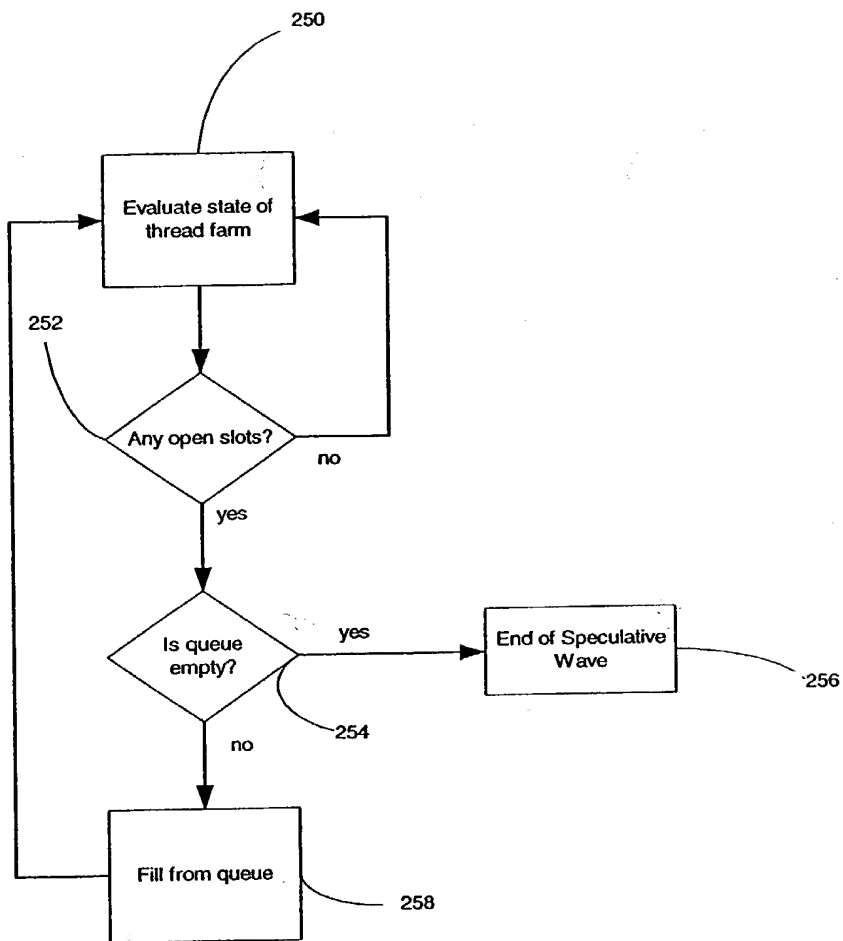 250
Evaluate state of
thread farm
252
Any open slots?
no
yes
Is queue
empty?
yes
End of Speculative
Wave
256
254
no
Fill from queue
258